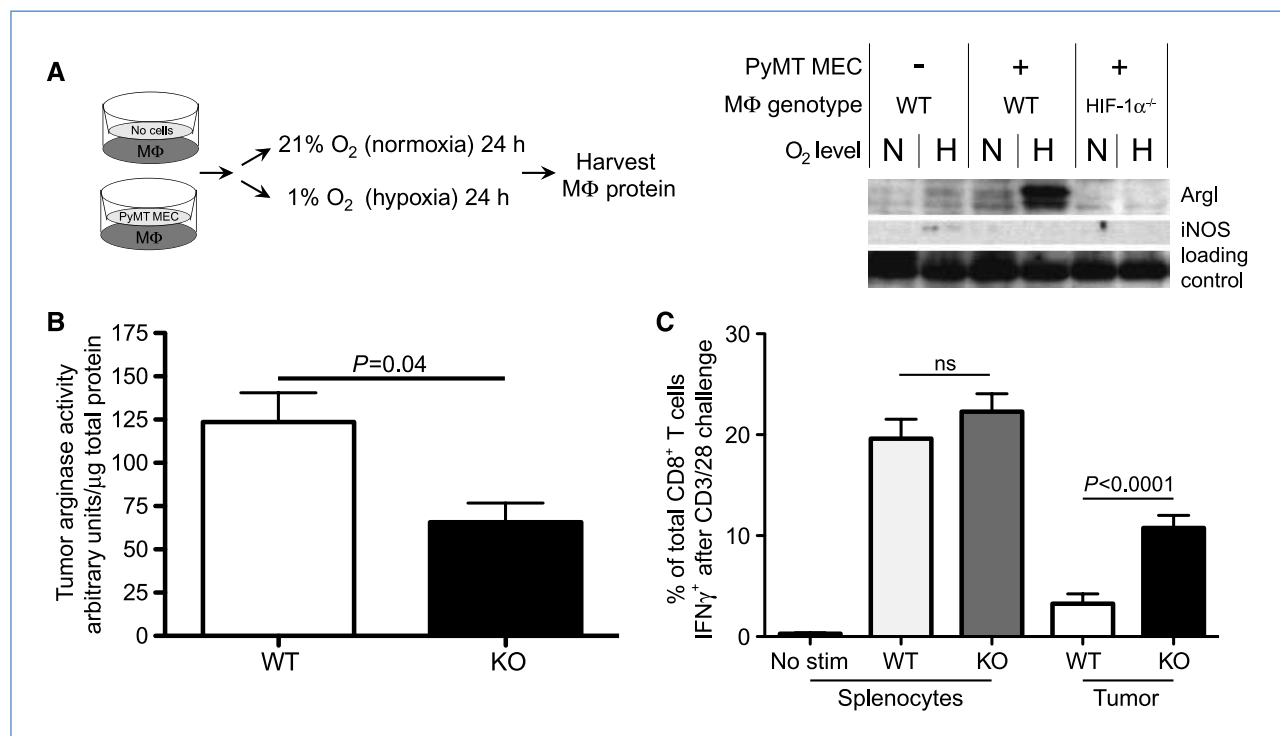 A
No cells
MΦ
PyMT MEC
MΦ
21% O2 (normoxia) 24 h
1% O2 (hypoxia) 24 h
Harvest
MΦ protein
PyMT MEC - + +
MΦ genotype WT WT HIF-1α-/-
O2 level N H N H N H
ArgI
iNOS
loading
control
B
Tumor arginase activity
arbitrary units/μg total protein
175
150
125
100
75
50
25
0
P=0.04
WT KO
C
% of total CD8+ T cells
IFNγ+ after CD3/28 challenge
30
20
10
0
ns
P<0.0001
No stim WT KO WT KO
Splenocytes Tumor